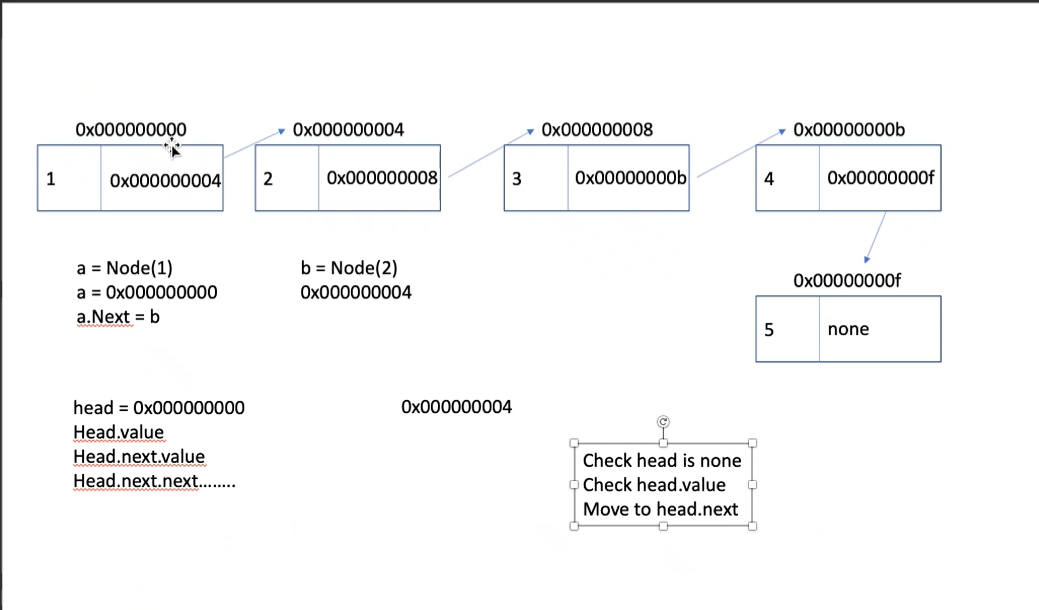 0x000000000
0x000000004
0x000000008
0x00000000b
1
0x000000004
2
0x000000008
3
0x00000000b
4
0x00000000f
a = Node(1)
a = 0x000000000
a.Next = b
b = Node(2)
0x000000004
0x00000000f
5
none
head = 0x000000000
Head.value
Head.next.value
Head.next.next........
0x000000004
Check head is none
Check head.value
Move to head.next